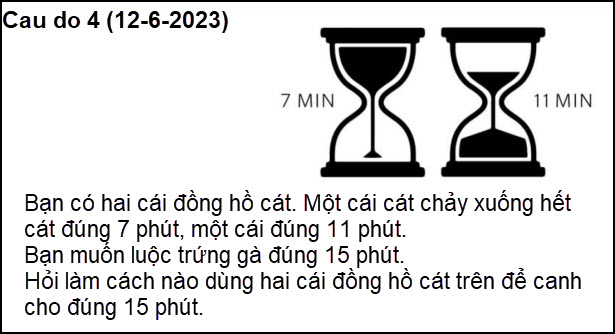 Cau do 4 (12-6-2023)
7 MIN
11 MIN
Bạn có hai cái đồng hồ cát. Một cái cát chảy xuống hết
cát đúng 7 phút, một cái đúng 11 phút.
Bạn muốn luộc trứng gà đúng 15 phút.
Hỏi làm cách nào dùng hai cái đồng hồ cát trên để canh
cho đúng 15 phút.